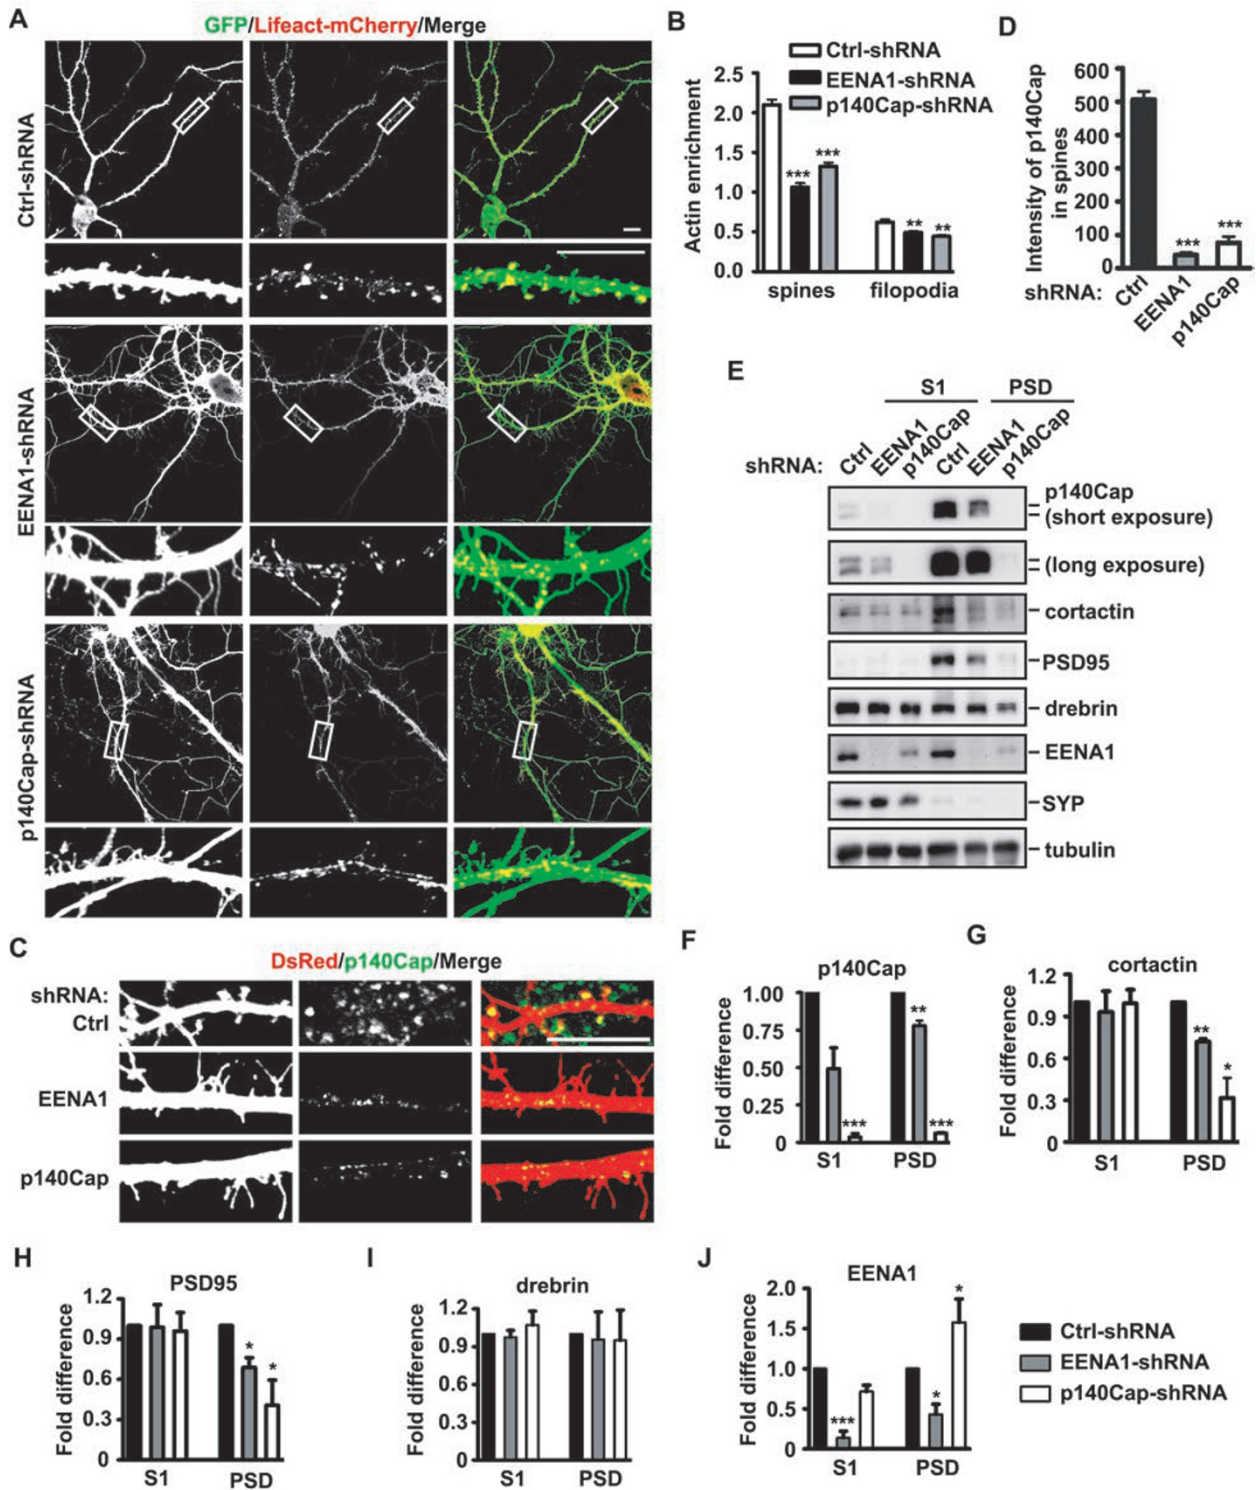 A
GFP/Lifeact-mCherry/Merge
Ctrl-shRNA
EENA1-shRNA
p140Cap-shRNA
B
Ctrl-shRNA
EENA1-shRNA
p140Cap-shRNA
Actin enrichment
2.5
2.0
1.5
1.0
0.5
0.0
***
***
**
**
spines
filopodia
D
Intensity of p140Cap
in spines
600
500
400
300
200
100
0
***
***
shRNA:
Ctrl
EENA1
p140Cap
E
S1
PSD
shRNA:
Ctrl
EENA1
p140Cap
Ctrl
EENA1
p140Cap
p140Cap
(short exposure)
(long exposure)
cortactin
PSD95
drebrin
EENA1
SYP
tubulin
C
DsRed/p140Cap/Merge
shRNA:
Ctrl
EENA1
p140Cap
F
p140Cap
Fold difference
1.00
0.75
0.50
0.25
0
***
**
***
S1
PSD
G
cortactin
Fold difference
1.2
0.9
0.6
0.3
0
**
*
S1
PSD
H
PSD95
Fold difference
1.2
0.9
0.6
0.3
0
*
*
S1
PSD
I
drebrin
Fold difference
1.2
0.9
0.6
0.3
0
S1
PSD
J
EENA1
Fold difference
2.0
1.5
1.0
0.5
0
***
*
*
S1
PSD
Ctrl-shRNA
EENA1-shRNA
p140Cap-shRNA